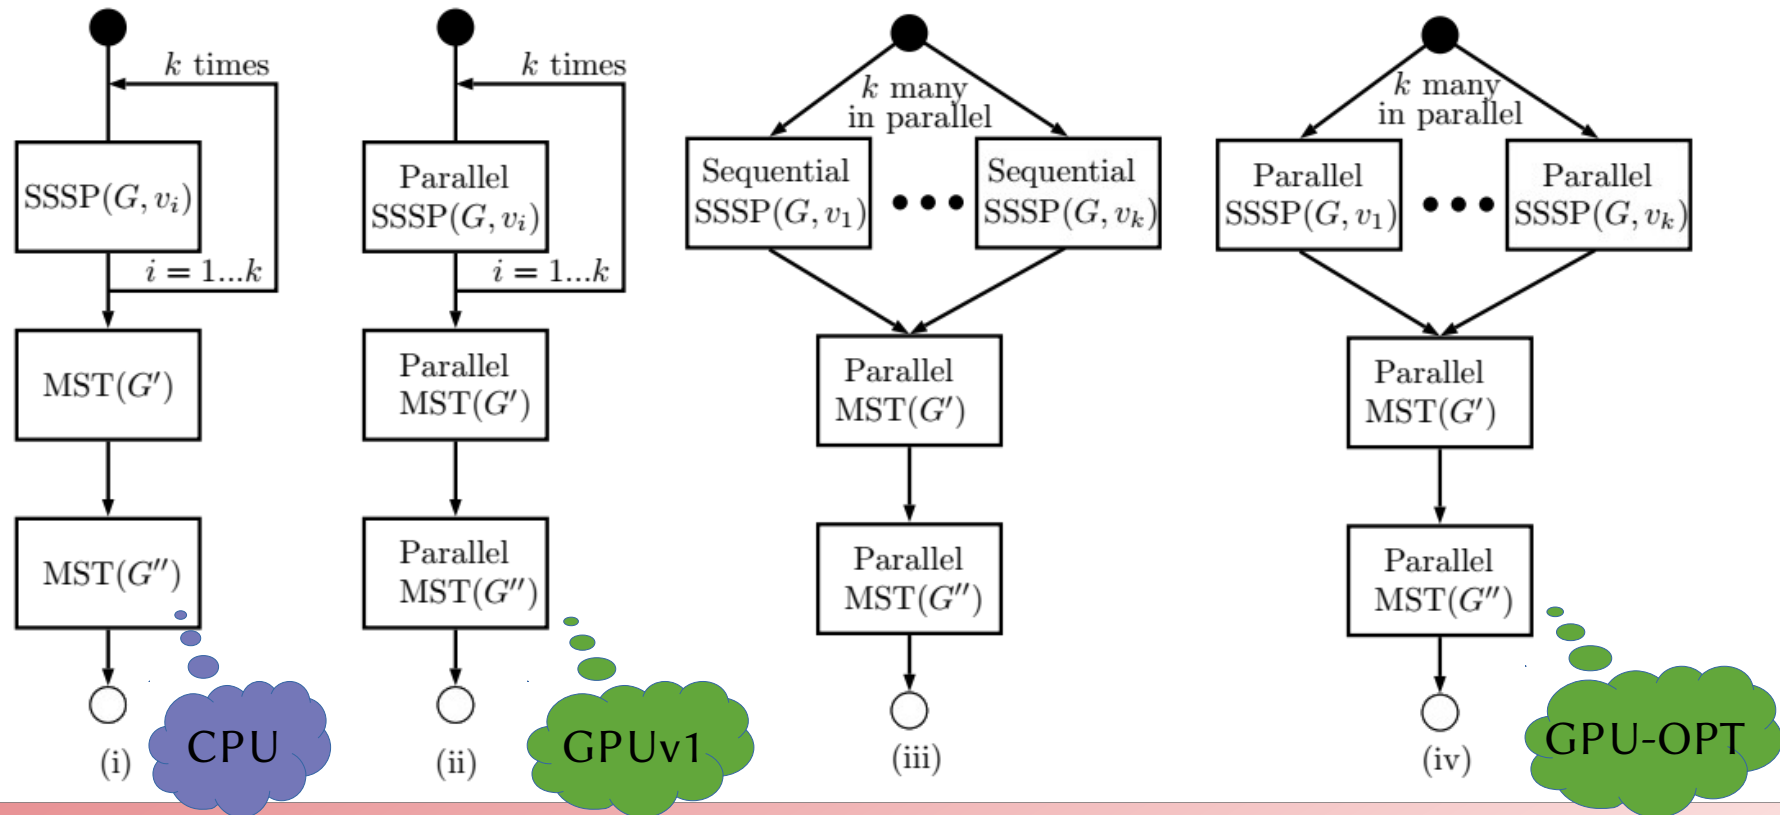 k times
SSSP(G, v_i)
i = 1...k
MST(G′)
MST(G″)
(i)
CPU
k times
Parallel
SSSP(G, v_i)
i = 1...k
Parallel
MST(G′)
Parallel
MST(G″)
(ii)
GPUv1
k many
in parallel
Sequential
SSSP(G, v_1)
•••
Sequential
SSSP(G, v_k)
Parallel
MST(G′)
Parallel
MST(G″)
(iii)
k many
in parallel
Parallel
SSSP(G, v_1)
•••
Parallel
SSSP(G, v_k)
Parallel
MST(G′)
Parallel
MST(G″)
(iv)
GPU-OPT